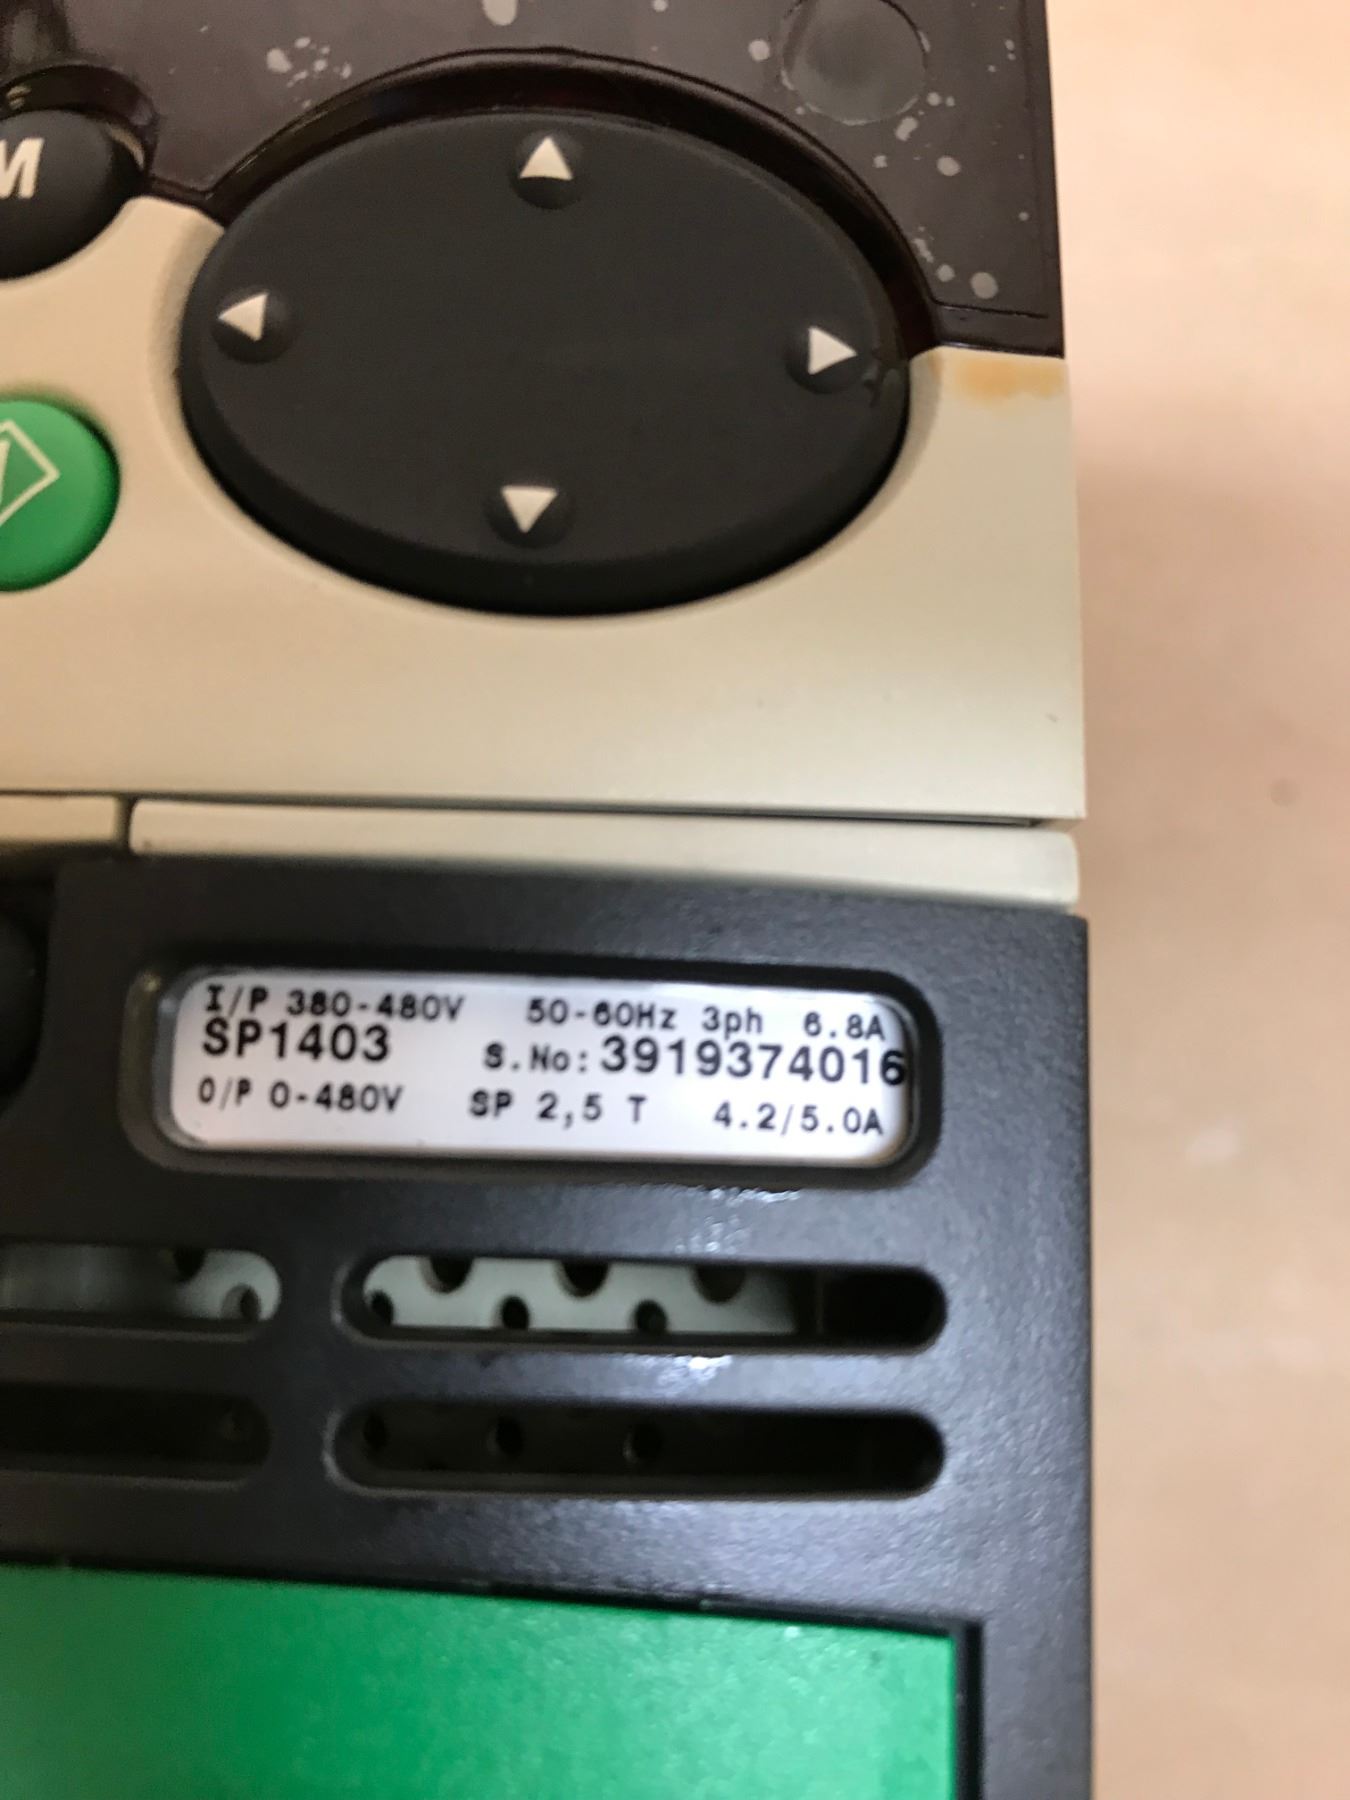 M
I/P 380-480V 50-60Hz 3ph 6.8A
SP1403 S.No:3919374016
O/P 0-480V SP 2,5 T 4.2/5.0A